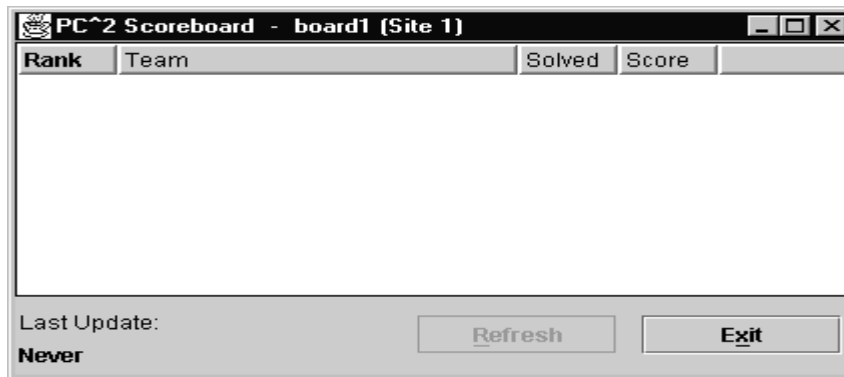 PC^2 Scoreboard - board1 (Site 1)
Rank Team Solved Score
Last Update:
Refresh Exit
Never